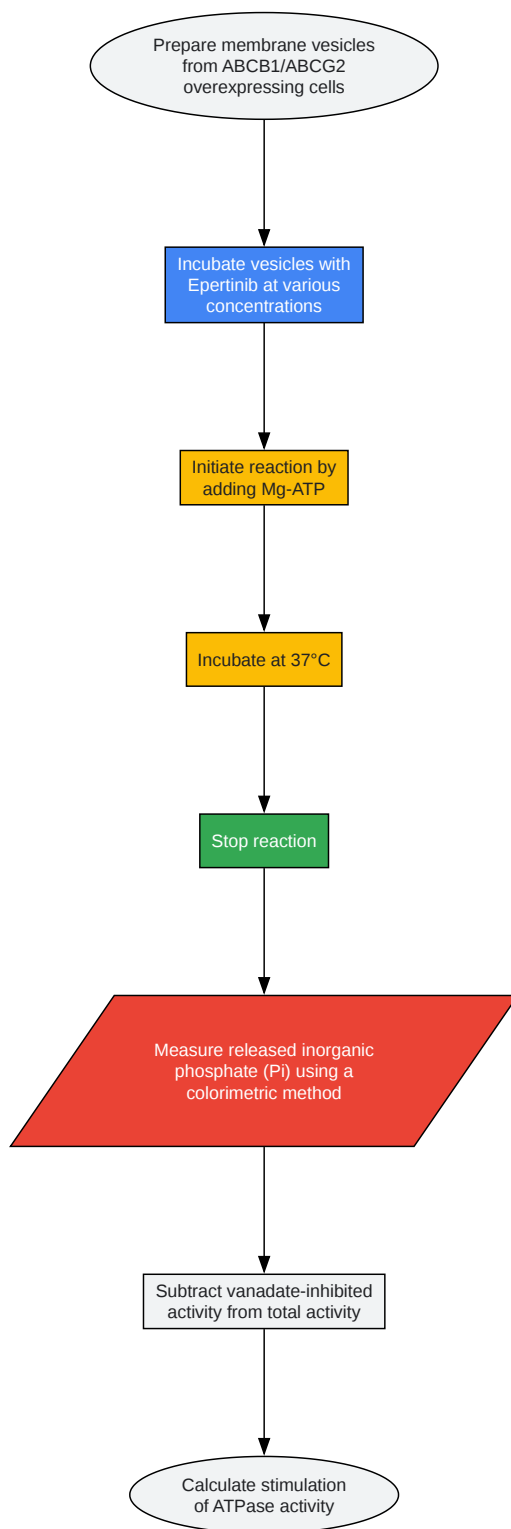 Prepare membrane vesicles
from ABCB1/ABCG2
overexpressing cells
Incubate vesicles with
Epertinib at various
concentrations
Initiate reaction by
adding Mg-ATP
Incubate at 37°C
Stop reaction
Measure released inorganic
phosphate (Pi) using a
colorimetric method
Subtract vanadate-inhibited
activity from total activity
Calculate stimulation
of ATPase activity